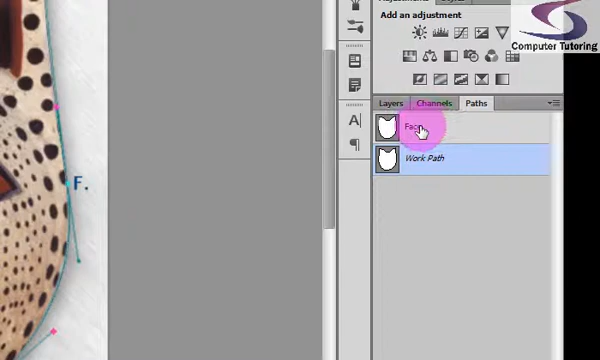 Add an adjustment
Computer Tutoring
Layers Channels Paths
Face
Work Path
A
F.